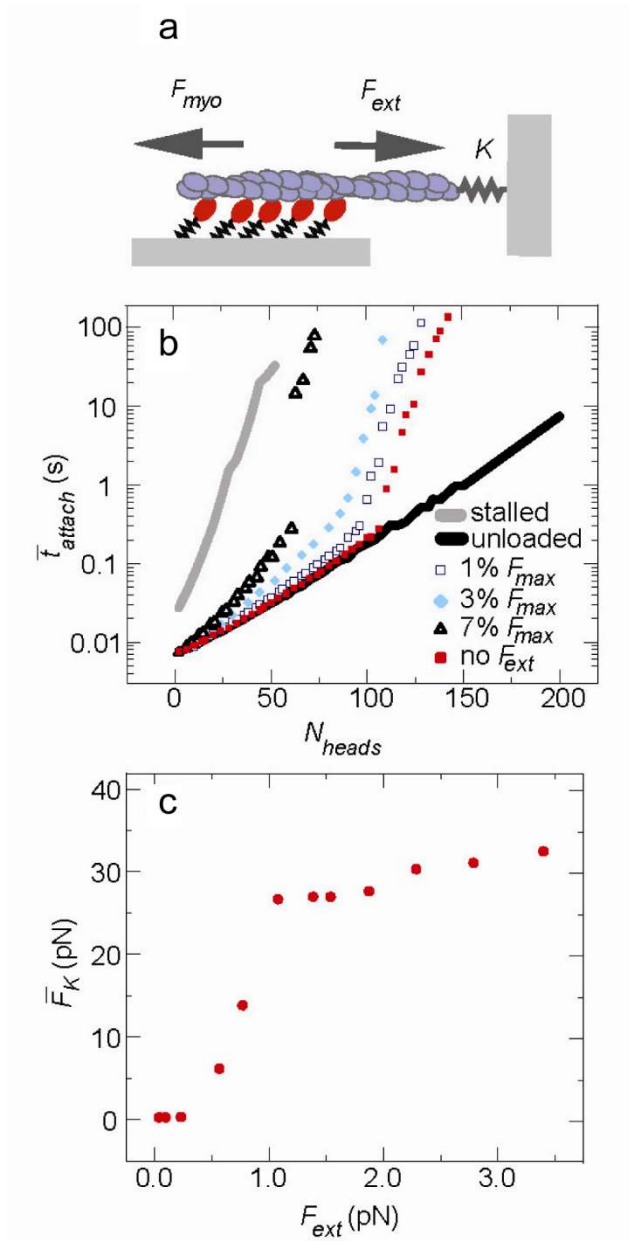 a
F_myo F_ext
K
b
100
10
1
0.1
0.01
t̄_attach (s)
stalled
unloaded
1% F_max
3% F_max
7% F_max
no F_ext
0 50 100 150 200
N_heads
c
40
30
20
10
0
F̄_K (pN)
0.0 1.0 2.0 3.0
F_ext (pN)